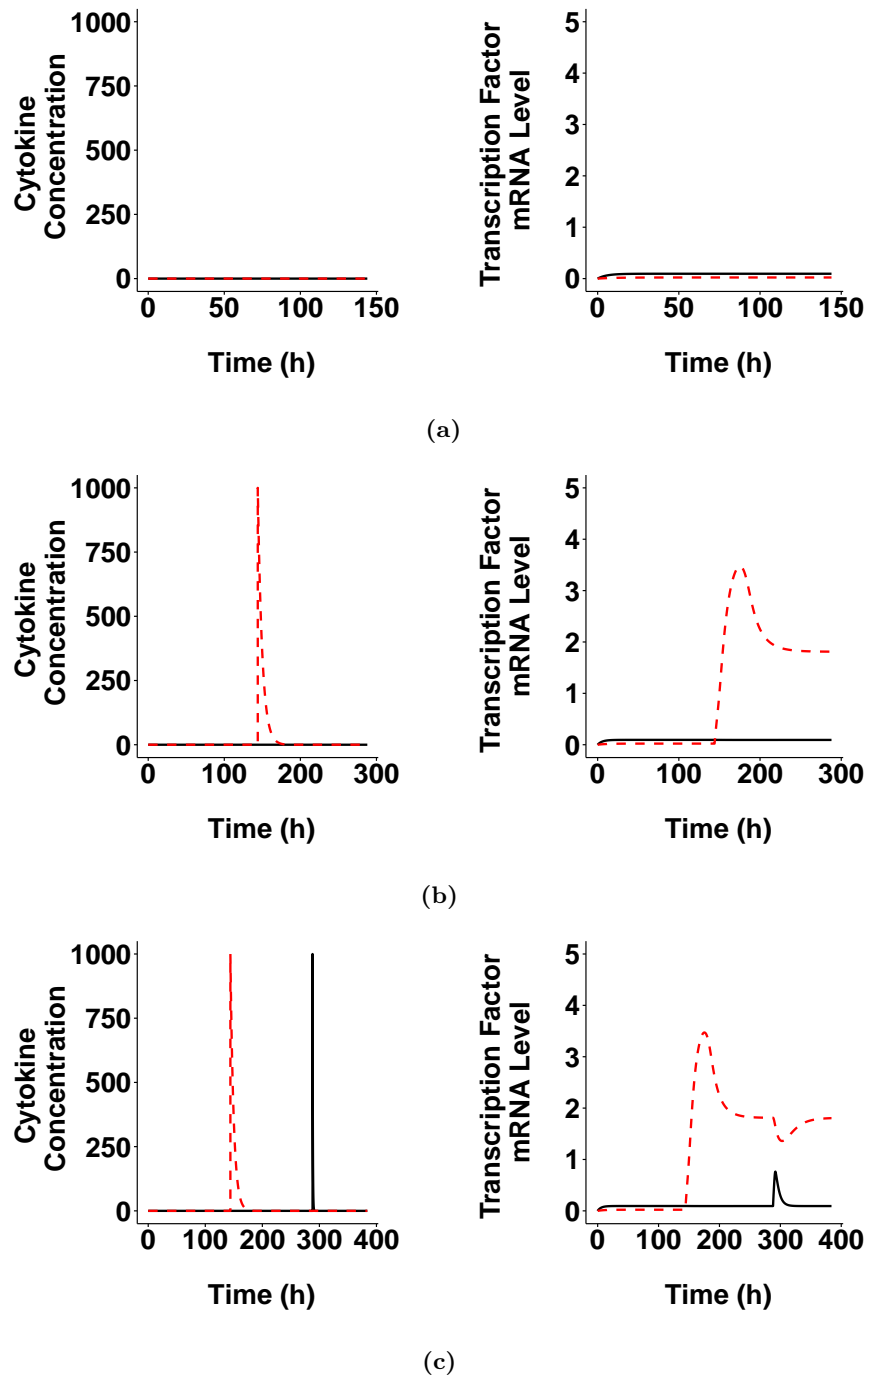 Cytokine
Concentration
1000
750
500
250
0
0 50 100 150
Time (h)
Transcription Factor
mRNA Level
5
4
3
2
1
0
0 50 100 150
Time (h)
(a)
Cytokine
Concentration
1000
750
500
250
0
0 100 200 300
Time (h)
Transcription Factor
mRNA Level
5
4
3
2
1
0
0 100 200 300
Time (h)
(b)
Cytokine
Concentration
1000
750
500
250
0
0 100 200 300 400
Time (h)
Transcription Factor
mRNA Level
5
4
3
2
1
0
0 100 200 300 400
Time (h)
(c)